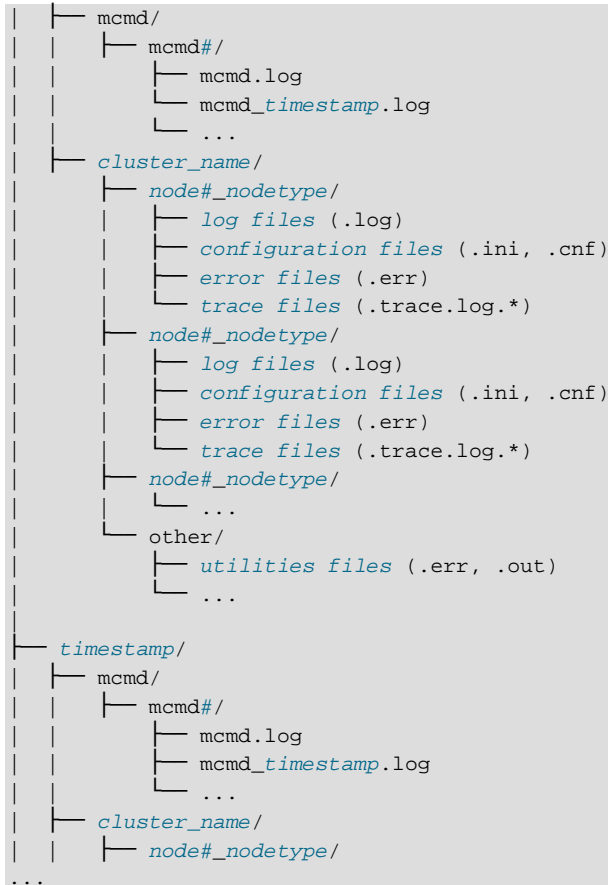 │   ├── mcmd/
│   │   ├── mcmd#/
│   │       ├── mcmd.log
│   │       └── mcmd_timestamp.log
│   │       └── ...
│   ├── cluster_name/
│       ├── node#_nodetype/
│       │   ├── log files (.log)
│       │   ├── configuration files (.ini, .cnf)
│       │   ├── error files (.err)
│       │   └── trace files (.trace.log.*)
│       ├── node#_nodetype/
│       │   ├── log files (.log)
│       │   ├── configuration files (.ini, .cnf)
│       │   ├── error files (.err)
│       │   └── trace files (.trace.log.*)
│       ├── node#_nodetype/
│       │   └── ...
│       └── other/
│           ├── utilities files (.err, .out)
│           └── ...
│
├── timestamp/
│   ├── mcmd/
│   │   ├── mcmd#/
│   │       ├── mcmd.log
│   │       ├── mcmd_timestamp.log
│   │       └── ...
│   ├── cluster_name/
│   │   ├── node#_nodetype/
...